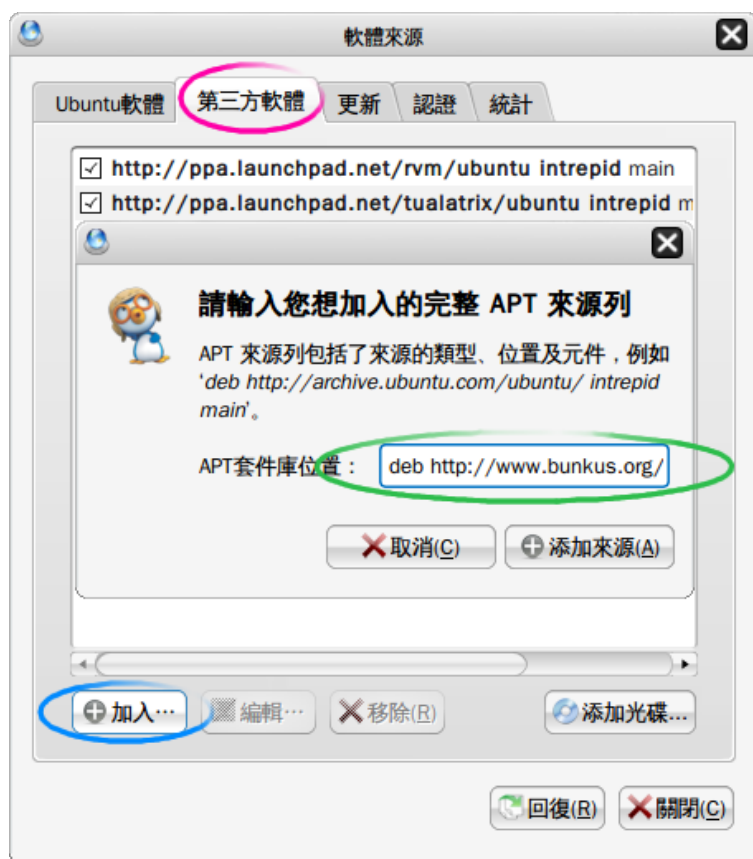 軟體來源
Ubuntu軟體 第三方軟體 更新 認證 統計
http://ppa.launchpad.net/rvm/ubuntu intrepid main
http://ppa.launchpad.net/tualatrix/ubuntu intrepid m
請輸入您想加入的完整 APT 來源列
APT 來源列包括了來源的類型、位置及元件，例如
‘deb http://archive.ubuntu.com/ubuntu/ intrepid
main’。
APT套件庫位置： deb http://www.bunkus.org/
取消(C) 添加來源(A)
加入… 編輯… 移除(R) 添加光碟...
回復(R) 關閉(C)